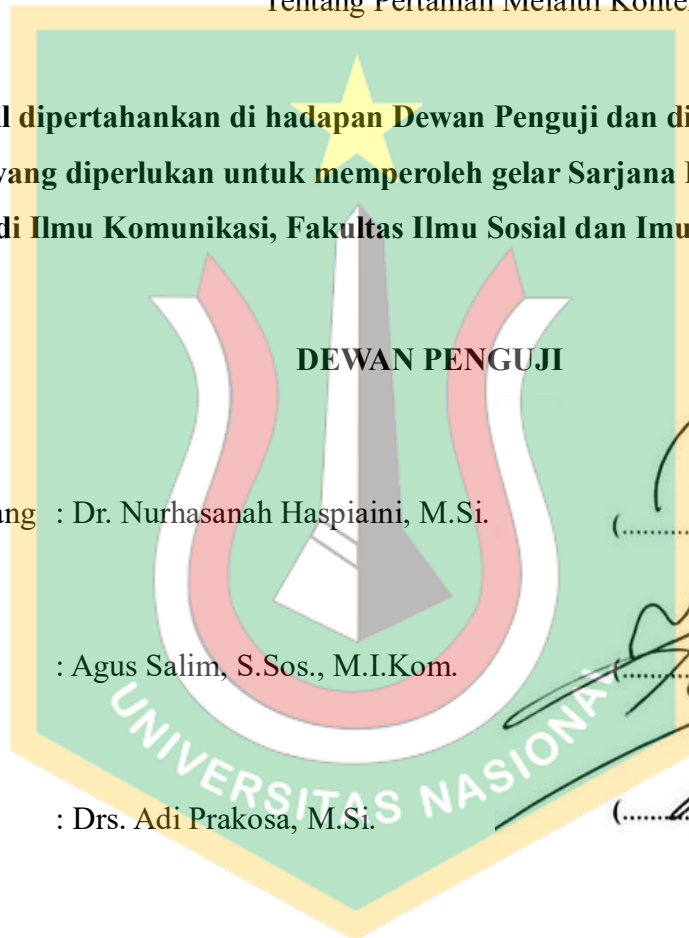 Tentang Pertanian Melalui Konte
il dipertahankan di hadapan Dewan Penguji dan di
yang diperlukan untuk memperoleh gelar Sarjana I
di Ilmu Komunikasi, Fakultas Ilmu Sosial dan Imu
DEWAN PENGUJI
ang : Dr. Nurhasanah Haspiaini, M.Si. (..........
: Agus Salim, S.Sos., M.I.Kom. (..........
: Drs. Adi Prakosa, M.Si. (..........
UNIVERSITAS NASIONAL